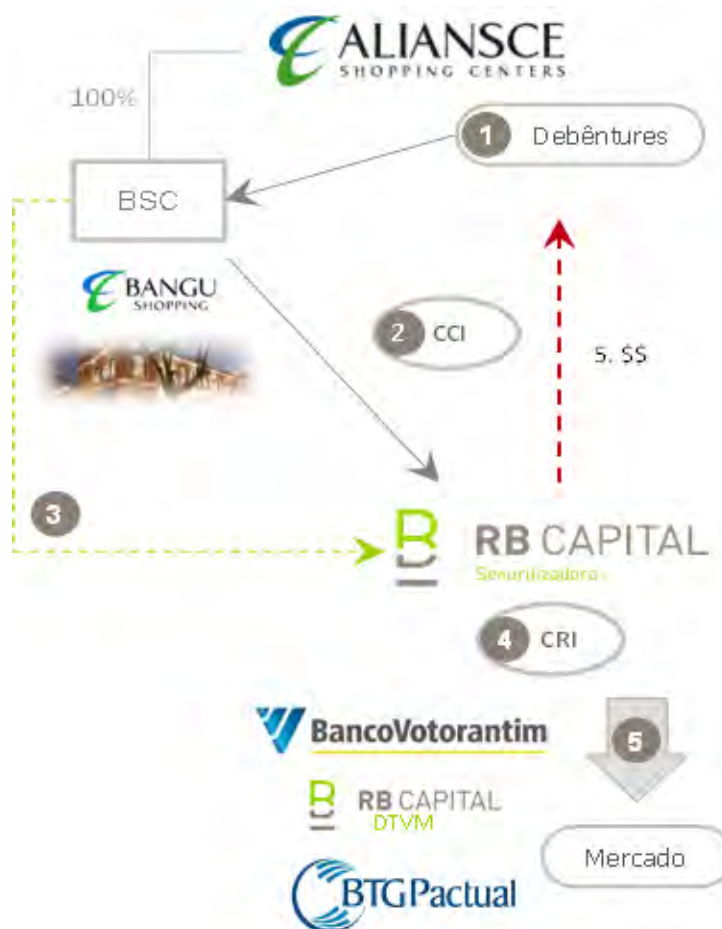 ALIANSCE
SHOPPING CENTERS
100%
1 Debêntures
BSC
BANGU
SHOPPING
2 CCI
5. $$
3
RB CAPITAL
Securitizadora
4 CRI
BancoVotorantim
5
RB CAPITAL
DTVM
Mercado
BTGPactual